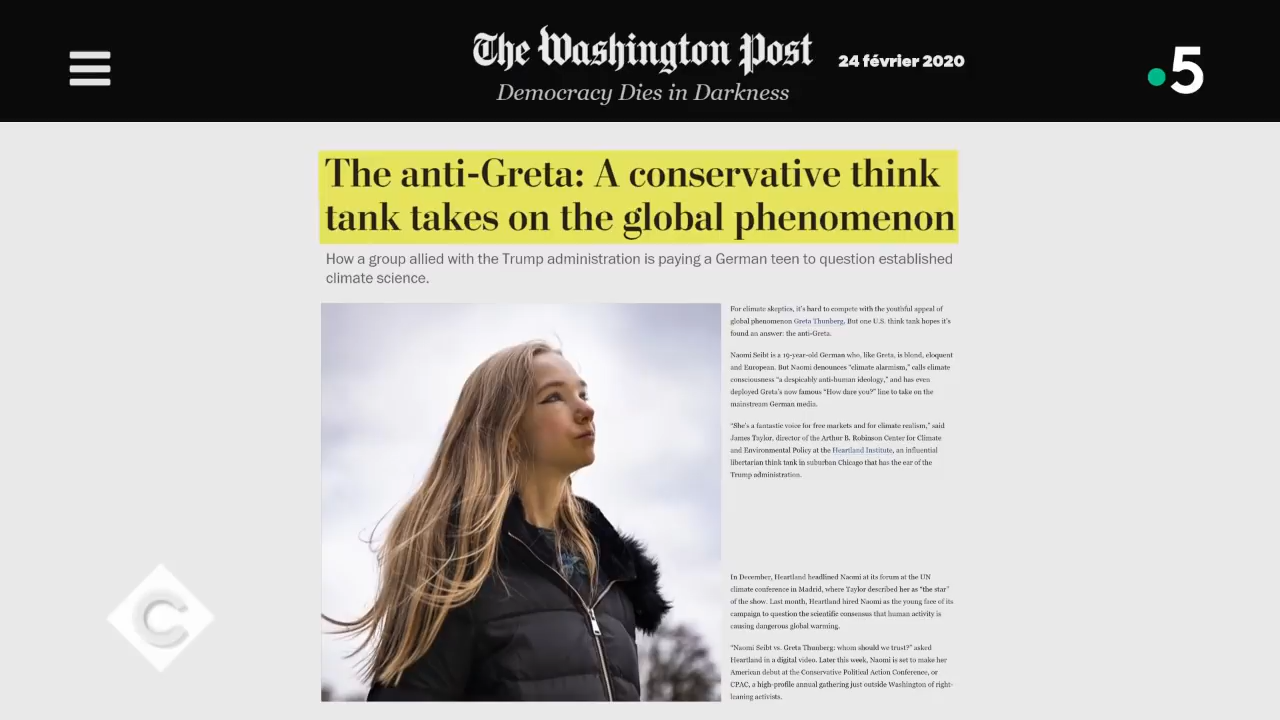 The Washington Post
24 février 2020
Democracy Dies in Darkness
5
The anti-Greta: A conservative think
tank takes on the global phenomenon
How a group allied with the Trump administration is paying a German teen to question established
climate science.
For climate skeptics, it's hard to compete with the youthful appeal of
global phenomenon Greta Thunberg. But one U.S. think tank hopes it's
found an answer: the anti-Greta.
Naomi Seibt is a 19-year-old German who, like Greta, is blond, eloquent
and European. But Naomi denounces "climate alarmism," calls climate
consciousness "a despicably anti-human ideology," and has even
deployed Greta's now famous "How dare you?" line to take on the
mainstream German media.
"She's a fantastic voice for free markets and for climate realism," said
James Taylor, director of the Arthur B. Robinson Center for Climate
and Environmental Policy at the Heartland Institute, an influential
libertarian think tank in suburban Chicago that has the ear of the
Trump administration.
In December, Heartland headlined Naomi at its forum at the UN
climate conference in Madrid, where Taylor described her as "the star"
of the show. Last month, Heartland hired Naomi as the young face of its
campaign to question the scientific consensus that human activity is
causing dangerous global warming.
"Naomi Seibt vs. Greta Thunberg: whom should we trust?" asked
Heartland in a digital video. Later this week, Naomi is set to make her
American debut at the Conservative Political Action Conference, or
CPAC, a high-profile annual gathering just outside Washington of right-
leaning activists.
C